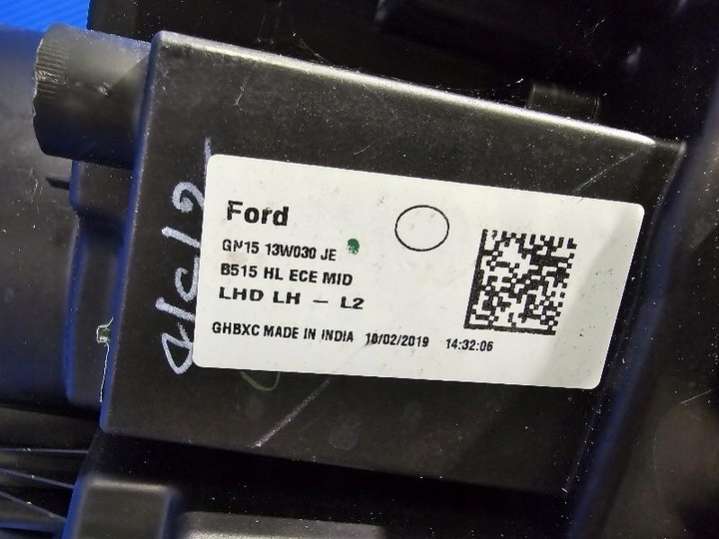 Ford
GN15 13W030 JE
B515 HL ECE MID
LHD LH – L2
GHBXC MADE IN INDIA 10/02/2019 14:32:06